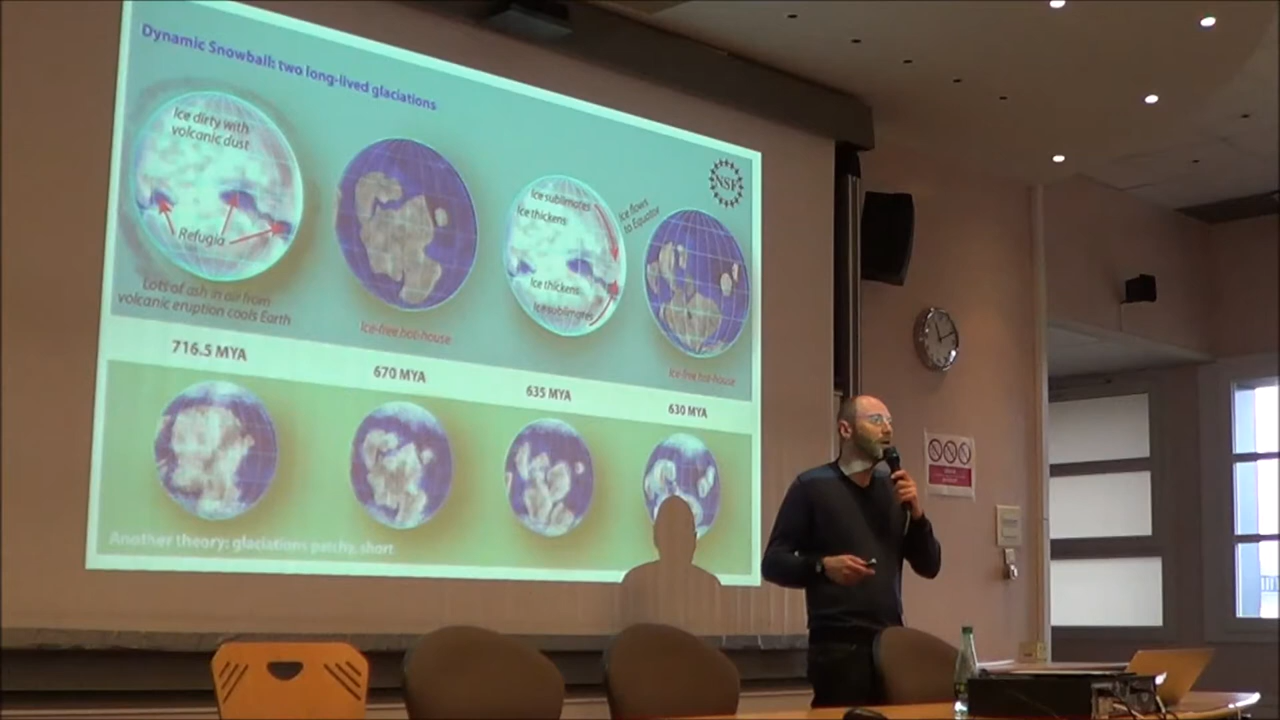 Dynamic Snowball: two long-lived glaciations
NSF
Ice dirty with
volcanic dust
Refugia
Lots of ash in air from
volcanic eruption cools Earth
Ice-free hot-house
Ice sublimates
Ice thickens
Ice flows
to Equator
Ice thickens
Ice sublimates
Ice-free hot-house
716.5 MYA
670 MYA
635 MYA
630 MYA
Another theory: glaciations patchy, short